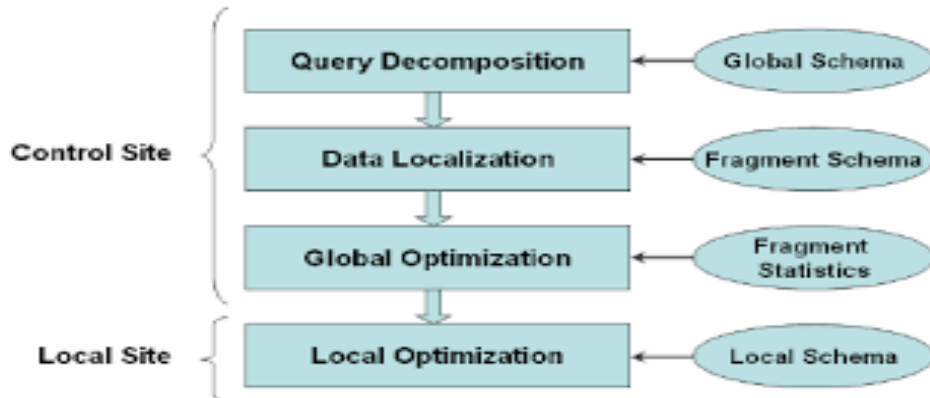 Query Decomposition
Global Schema
Control Site
Data Localization
Fragment Schema
Global Optimization
Fragment
Statistics
Local Site
Local Optimization
Local Schema